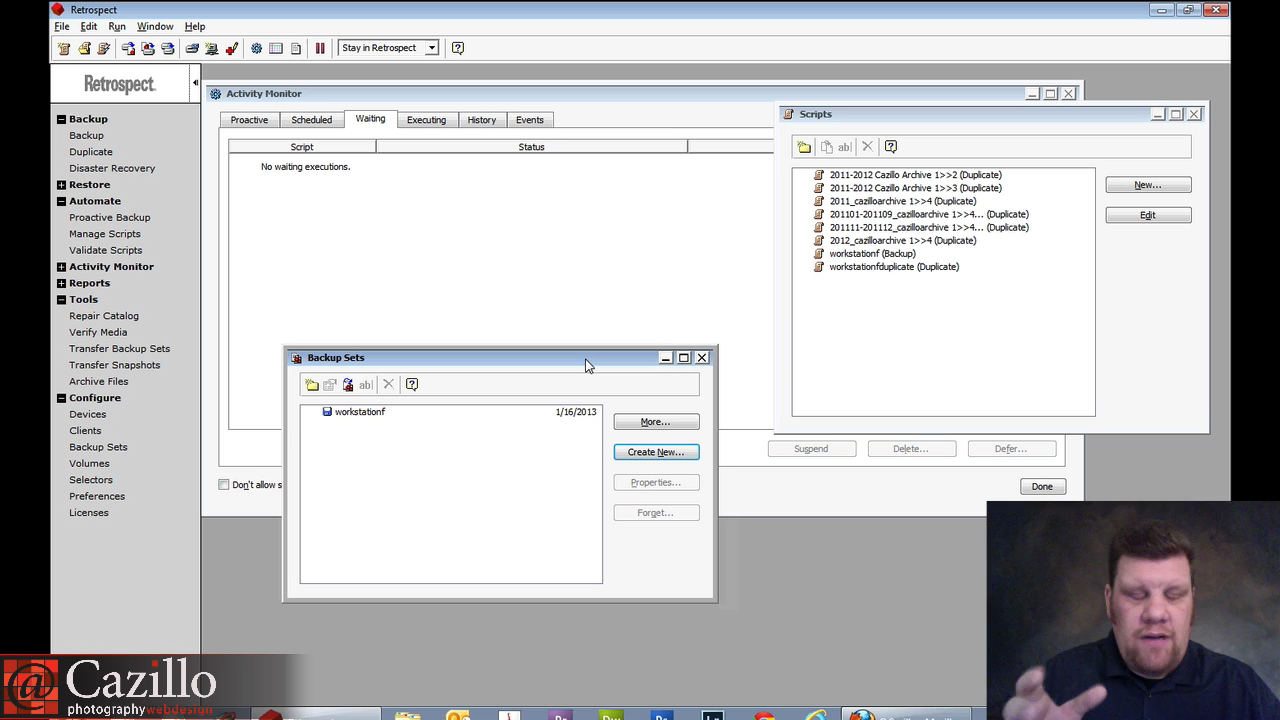 Retrospect
File Edit Run Window Help
Stay in Retrospect
Retrospect.
Backup
Backup
Duplicate
Disaster Recovery
Restore
Automate
Proactive Backup
Manage Scripts
Validate Scripts
Activity Monitor
Reports
Tools
Repair Catalog
Verify Media
Transfer Backup Sets
Transfer Snapshots
Archive Files
Configure
Devices
Clients
Backup Sets
Volumes
Selectors
Preferences
Licenses
Activity Monitor
Proactive Scheduled Waiting Executing History Events
Script Status
No waiting executions.
Suspend Delete... Defer...
Don't allow s
Done
Scripts
2011-2012 Cazillo Archive 1>>2 (Duplicate)
2011-2012 Cazillo Archive 1>>3 (Duplicate)
2011_cazilloarchive 1>>4 (Duplicate)
201101-201109_cazilloarchive 1>>4... (Duplicate)
201111-201112_cazilloarchive 1>>4... (Duplicate)
2012_cazilloarchive 1>>4 (Duplicate)
workstationf (Backup)
workstationfduplicate (Duplicate)
New...
Edit
Backup Sets
workstationf 1/16/2013
More...
Create New...
Properties...
Forget...
@ Cazillo
photographywebdesign